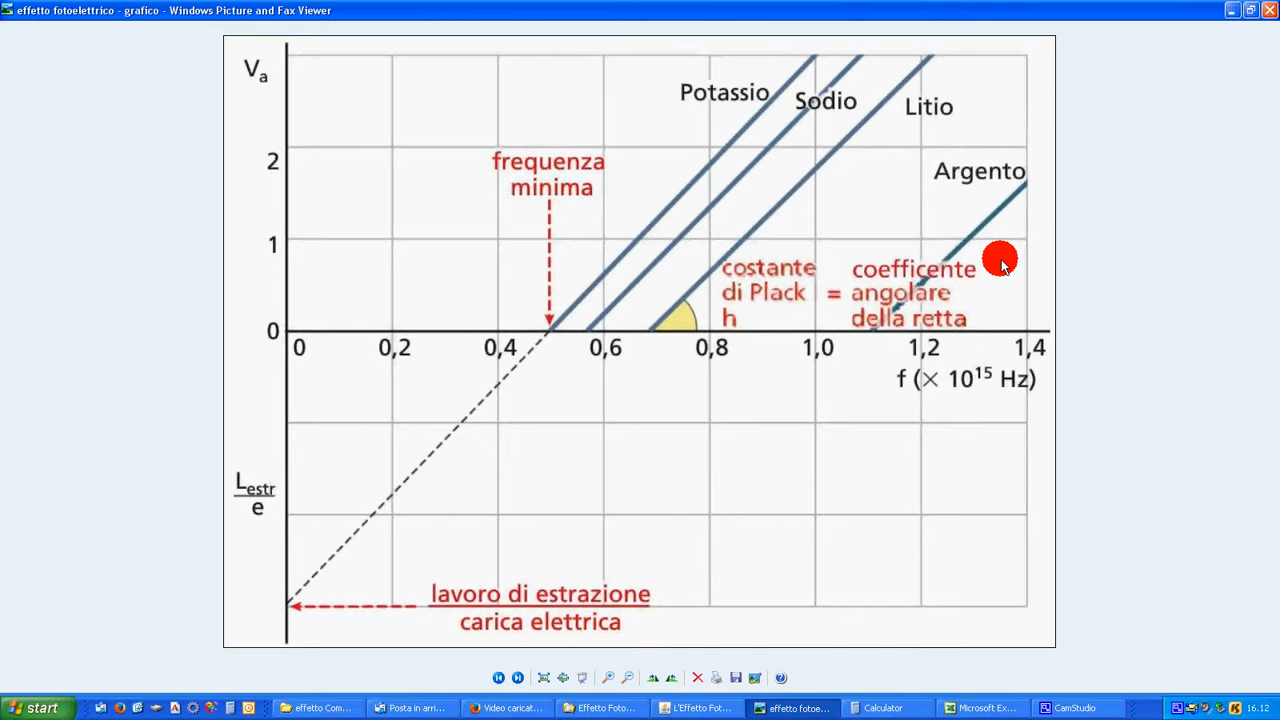 effetto fotoelettrico - grafico - Windows Picture and Fax Viewer
Va
Potassio
Sodio
Litio
Argento
frequenza
minima
2
1
0
costante
di Plack
h
=
coefficente
angolare
della retta
0
0,2
0,4
0,6
0,8
1,0
1,2
1,4
f (× 10¹⁵ Hz)
Lestr
e
lavoro di estrazione
carica elettrica
start
effetto Com...
Posta in arri...
Video caricat...
Effetto Foto...
L'Effetto Fot...
effetto fotoe...
Calculator
Microsoft Ex...
CamStudio
16.12